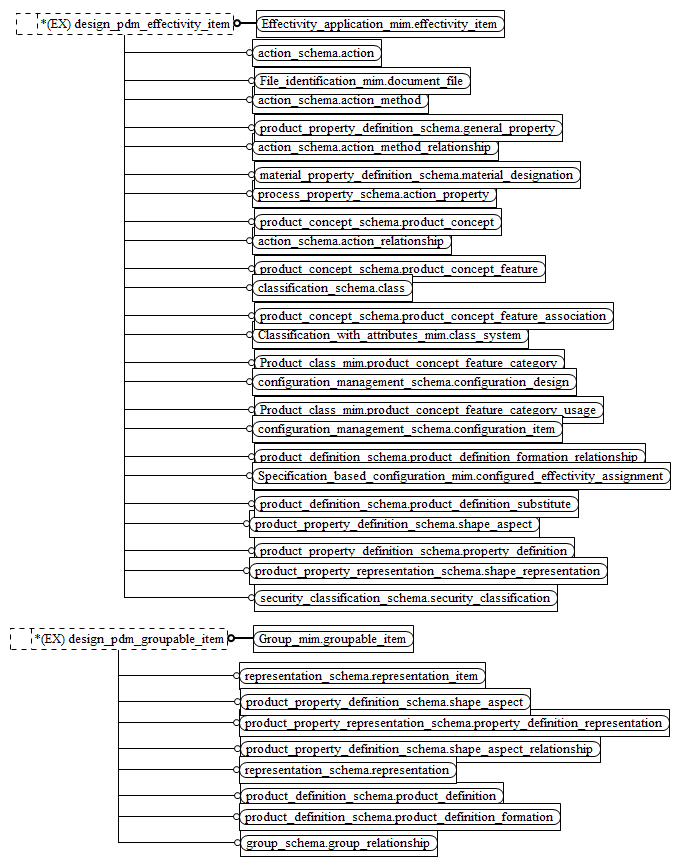 *(EX) design_pdm_effectivity_item
Effectivity_application_mim.effectivity_item
action_schema.action
File_identification_mim.document_file
action_schema.action_method
product_property_definition_schema.general_property
action_schema.action_method_relationship
material_property_definition_schema.material_designation
process_property_schema.action_property
product_concept_schema.product_concept
action_schema.action_relationship
product_concept_schema.product_concept_feature
classification_schema.class
product_concept_schema.product_concept_feature_association
Classification_with_attributes_mim.class_system
Product_class_mim.product_concept_feature_category
configuration_management_schema.configuration_design
Product_class_mim.product_concept_feature_category_usage
configuration_management_schema.configuration_item
product_definition_schema.product_definition_formation_relationship
Specification_based_configuration_mim.configured_effectivity_assignment
product_definition_schema.product_definition_substitute
product_property_definition_schema.shape_aspect
product_property_definition_schema.property_definition
product_property_representation_schema.shape_representation
security_classification_schema.security_classification
*(EX) design_pdm_groupable_item
Group_mim.groupable_item
representation_schema.representation_item
product_property_definition_schema.shape_aspect
product_property_representation_schema.property_definition_representation
product_property_definition_schema.shape_aspect_relationship
representation_schema.representation
product_definition_schema.product_definition
product_definition_schema.product_definition_formation
group_schema.group_relationship